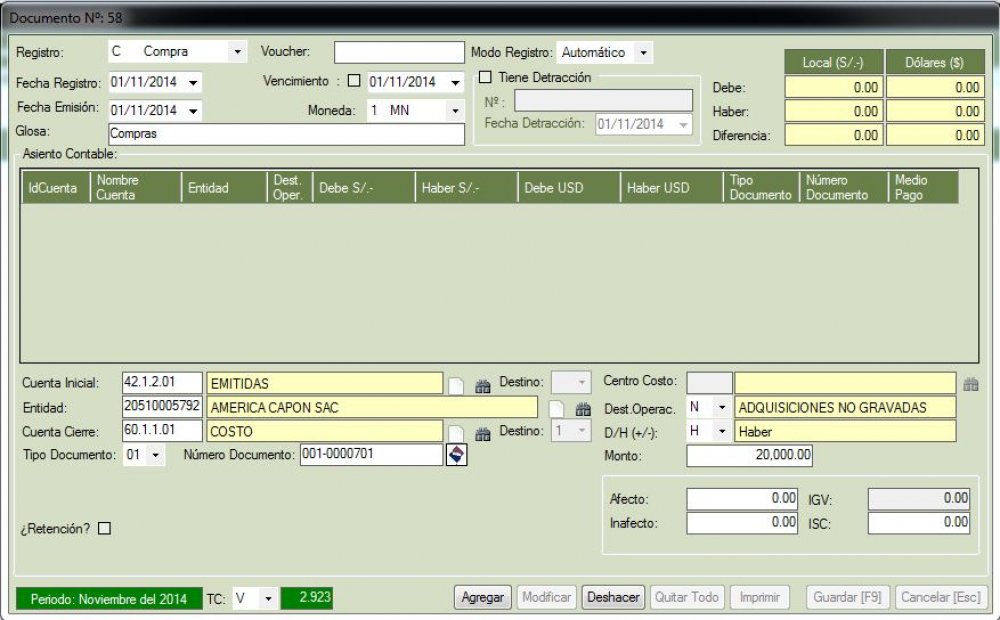 Documento Nº: 58
Registro: C Compra Voucher: Modo Registro: Automático
Local (S/.-) Dólares ($)
Fecha Registro: 01/11/2014 Vencimiento : 01/11/2014 Tiene Detracción
Debe: 0.00 0.00
Fecha Emisión: 01/11/2014 Moneda: 1 MN Nº :
Haber: 0.00 0.00
Glosa: Compras Fecha Detracción: 01/11/2014
Diferencia: 0.00 0.00
Asiento Contable:
IdCuenta Nombre Cuenta Entidad Dest. Oper. Debe S/.- Haber S/.- Debe USD Haber USD Tipo Documento Número Documento Medio Pago
Cuenta Inicial: 42.1.2.01 EMITIDAS Destino: Centro Costo:
Entidad: 20510005792 AMERICA CAPON SAC Dest.Operac. N ADQUISICIONES NO GRAVADAS
Cuenta Cierre: 60.1.1.01 COSTO Destino: 1 D/H (+/-): H Haber
Tipo Documento: 01 Número Documento: 001-0000701 Monto: 20,000.00
Afecto: 0.00 IGV: 0.00
Inafecto: 0.00 ISC: 0.00
¿Retención?
Periodo: Noviembre del 2014 TC: V 2.923 Agregar Modificar Deshacer Quitar Todo Imprimir Guardar [F9] Cancelar [Esc]